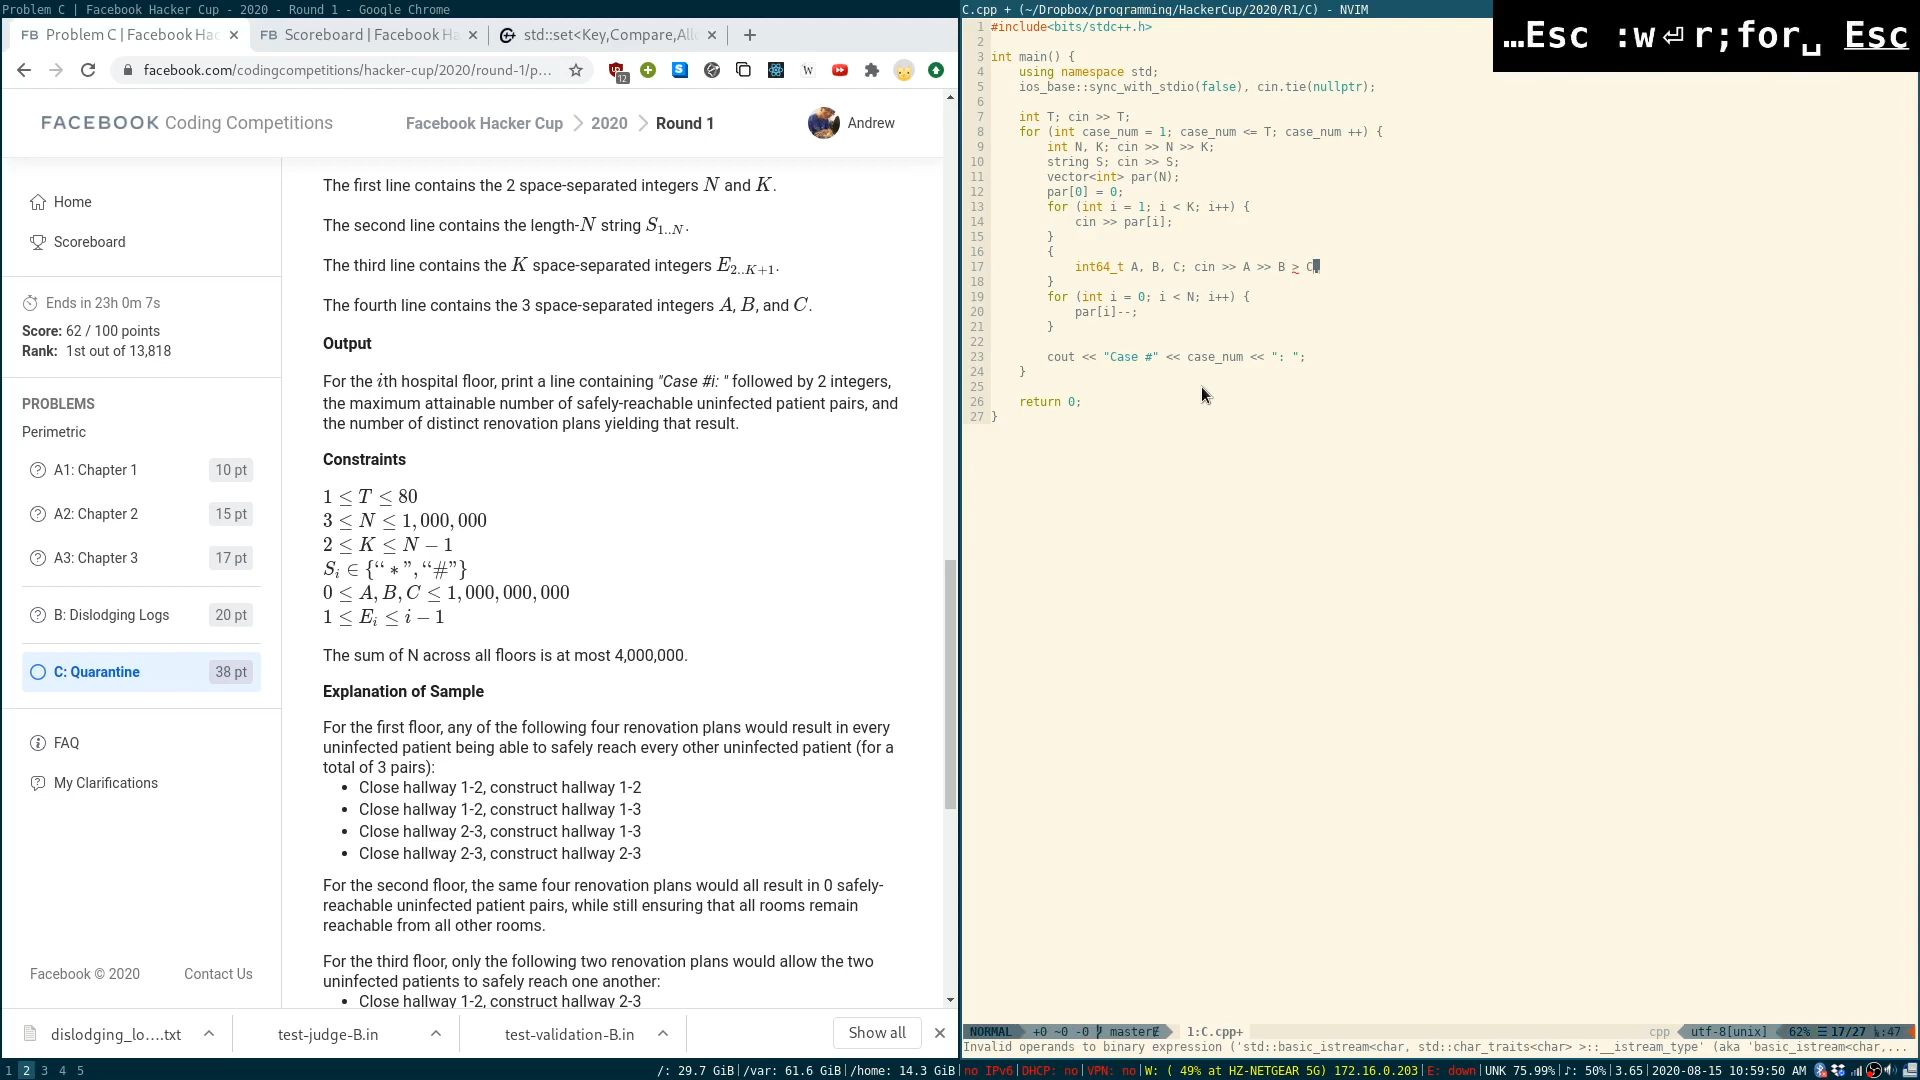 Problem C | Facebook Hacker Cup - 2020 - Round 1 - Google Chrome
Problem C | Facebook Hac
Scoreboard | Facebook H
std::set<Key,Compare,Allo
facebook.com/codingcompetitions/hacker-cup/2020/round-1/p...
12
FACEBOOK Coding Competitions
Facebook Hacker Cup
2020
Round 1
Andrew
Home
Scoreboard
Ends in 23h 0m 7s
Score: 62 / 100 points
Rank: 1st out of 13,818
PROBLEMS
Perimetric
A1: Chapter 1 10 pt
A2: Chapter 2 15 pt
A3: Chapter 3 17 pt
B: Dislodging Logs 20 pt
C: Quarantine 38 pt
FAQ
My Clarifications
Facebook © 2020 Contact Us
The first line contains the 2 space-separated integers N and K.
The second line contains the length-N string S1..N.
The third line contains the K space-separated integers E2..K+1.
The fourth line contains the 3 space-separated integers A, B, and C.
Output
For the ith hospital floor, print a line containing "Case #i: " followed by 2 integers,
the maximum attainable number of safely-reachable uninfected patient pairs, and
the number of distinct renovation plans yielding that result.
Constraints
1 ≤ T ≤ 80
3 ≤ N ≤ 1,000,000
2 ≤ K ≤ N − 1
Si ∈ {“∗”, “#”}
0 ≤ A, B, C ≤ 1,000,000,000
1 ≤ Ei ≤ i − 1
The sum of N across all floors is at most 4,000,000.
Explanation of Sample
For the first floor, any of the following four renovation plans would result in every
uninfected patient being able to safely reach every other uninfected patient (for a
total of 3 pairs):
• Close hallway 1-2, construct hallway 1-2
• Close hallway 1-2, construct hallway 1-3
• Close hallway 2-3, construct hallway 1-3
• Close hallway 2-3, construct hallway 2-3
For the second floor, the same four renovation plans would all result in 0 safely-
reachable uninfected patient pairs, while still ensuring that all rooms remain
reachable from all other rooms.
For the third floor, only the following two renovation plans would allow the two
uninfected patients to safely reach one another:
• Close hallway 1-2, construct hallway 2-3
dislodging_lo....txt
test-judge-B.in
test-validation-B.in
Show all
C.cpp + (~/Dropbox/programming/HackerCup/2020/R1/C) - NVIM
…Esc :w⏎r;for␣ Esc
1 #include<bits/stdc++.h>
2
3 int main() {
4 using namespace std;
5 ios_base::sync_with_stdio(false), cin.tie(nullptr);
6
7 int T; cin >> T;
8 for (int case_num = 1; case_num <= T; case_num ++) {
9 int N, K; cin >> N >> K;
10 string S; cin >> S;
11 vector<int> par(N);
12 par[0] = 0;
13 for (int i = 1; i < K; i++) {
14 cin >> par[i];
15 }
16 {
17 int64_t A, B, C; cin >> A >> B > C
18 }
19 for (int i = 0; i < N; i++) {
20 par[i]--;
21 }
22
23 cout << "Case #" << case_num << ": ";
24 }
25
26 return 0;
27 }
NORMAL +0 ~0 -0 master 1:C.cpp+ cpp utf-8[unix] 62% ☰ 17/27 :47
Invalid operands to binary expression ('std::basic_istream<char, std::char_traits<char> >::__istream_type' (aka 'basic_istream<char,...
1 2 3 4 5
/: 29.7 GiB|/var: 61.6 GiB|/home: 14.3 GiB|no IPv6|DHCP: no|VPN: no|W: ( 49% at HZ-NETGEAR 5G) 172.16.0.203|E: down|UNK 75.99%|♪: 50%|3.65|2020-08-15 10:59:50 AM